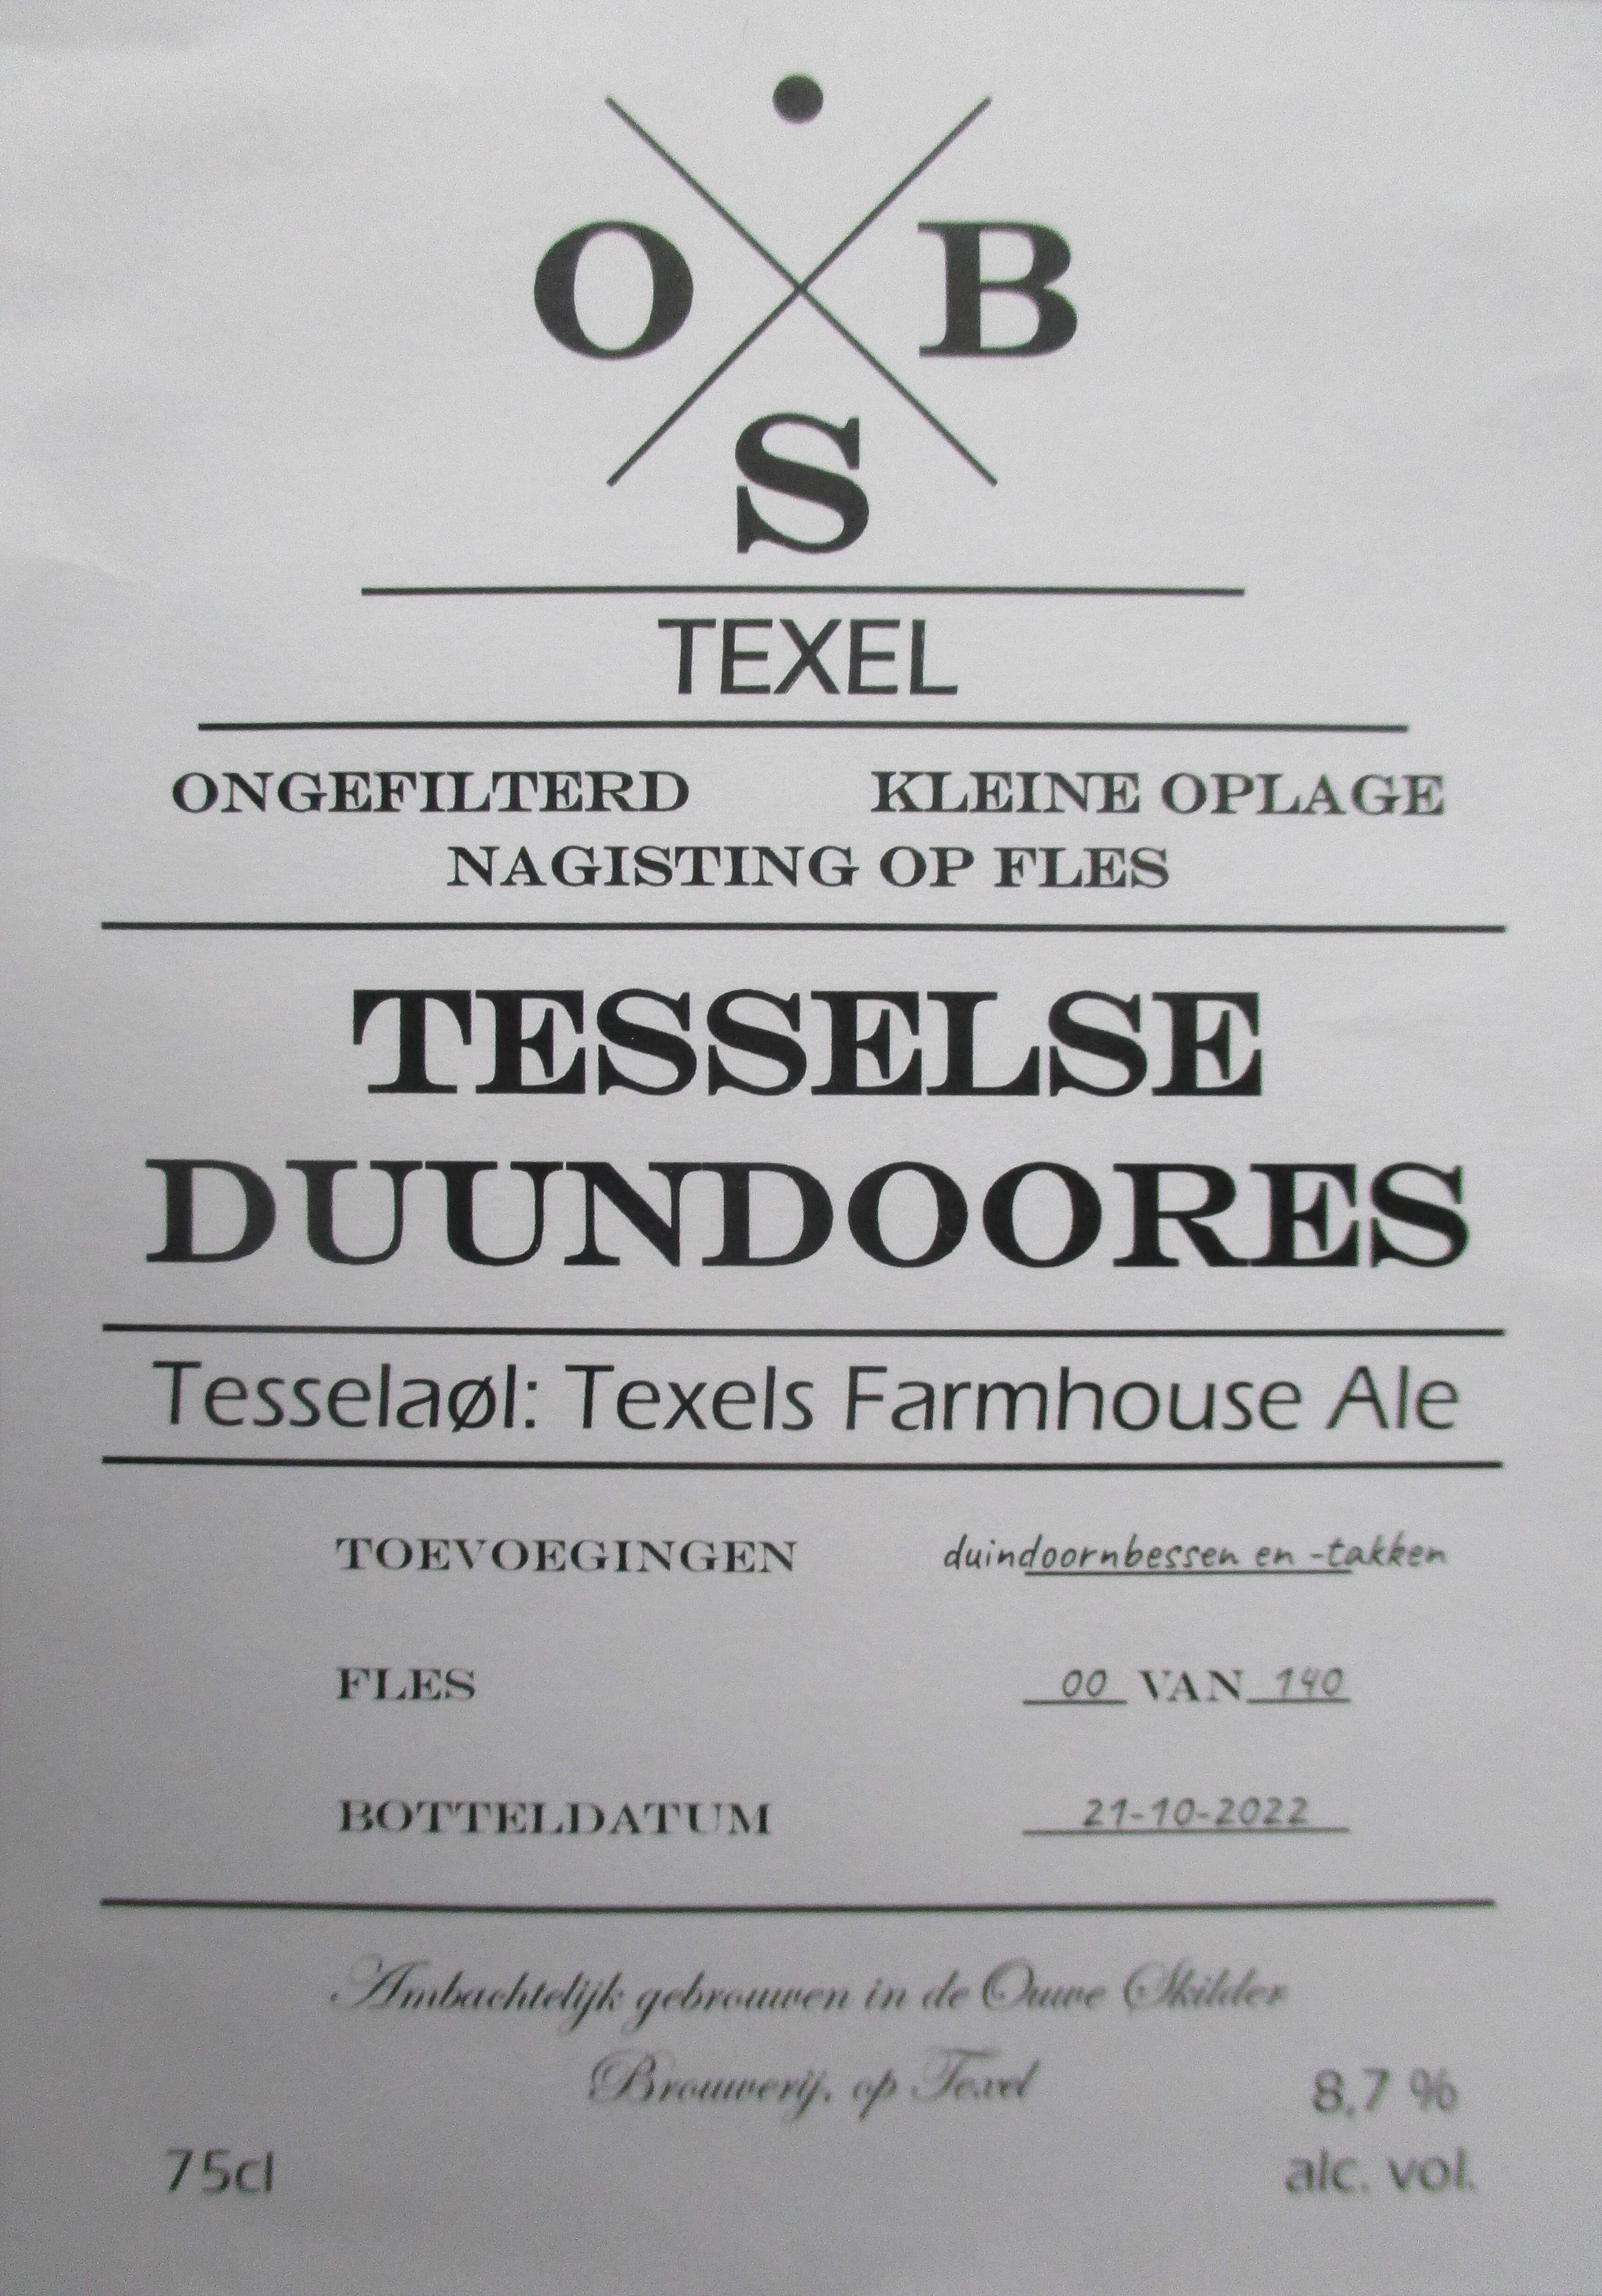 O B
S
TEXEL
ONGEFILTERD KLEINE OPLAGE
NAGISTING OP FLES
TESSELSE
DUUNDOORES
Tesselaøl: Texels Farmhouse Ale
TOEVOEGINGEN duindoornbessen en -takken
FLES 00 VAN 140
BOTTELDATUM 21-10-2022
Ambachtelijk gebrouwen in de Ouwe Skilder
Brouwerij, op Texel
8,7 %
75cl alc. vol.